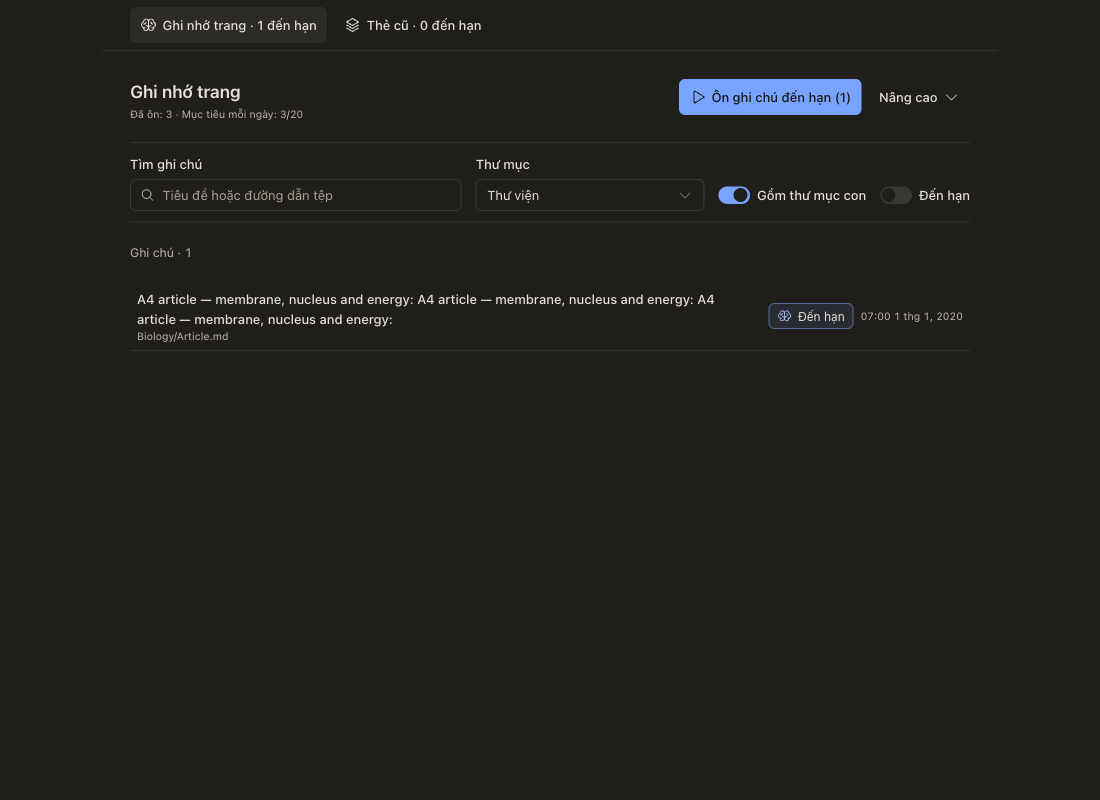 Ghi nhớ trang · 1 đến hạn
Thẻ cũ · 0 đến hạn
Ghi nhớ trang
Đã ôn: 3 · Mục tiêu mỗi ngày: 3/20
Ôn ghi chú đến hạn (1)
Nâng cao
Tìm ghi chú
Thư mục
Tiêu đề hoặc đường dẫn tệp
Thư viện
Gồm thư mục con
Đến hạn
Ghi chú · 1
A4 article — membrane, nucleus and energy: A4 article — membrane, nucleus and energy: A4
article — membrane, nucleus and energy:
Biology/Article.md
Đến hạn
07:00 1 thg 1, 2020